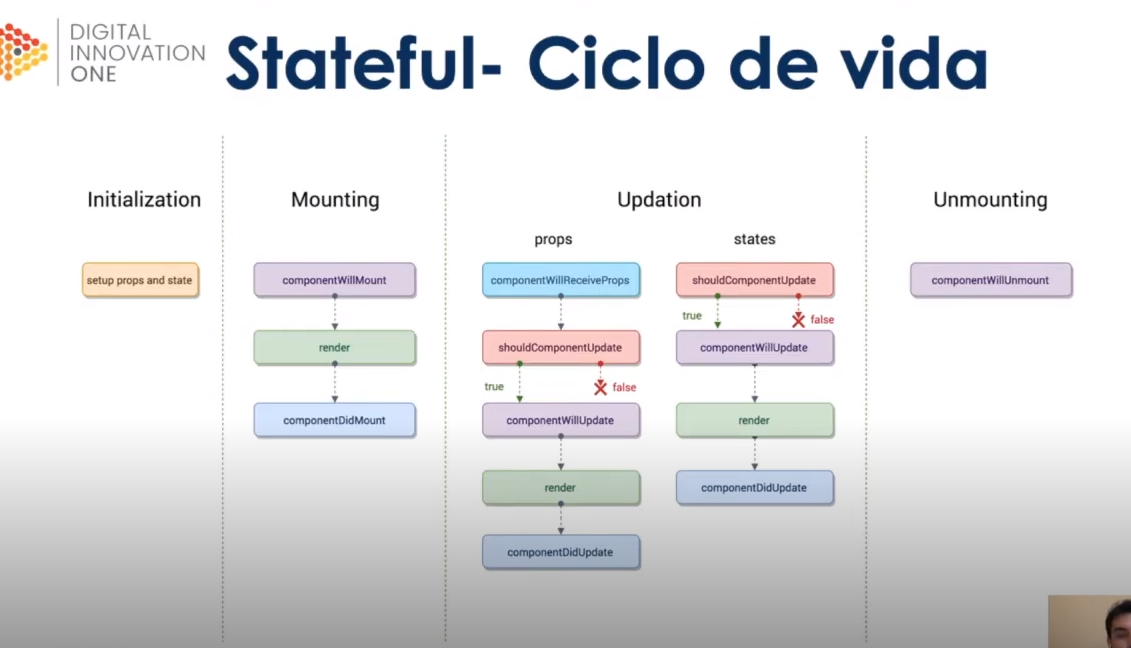 DIGITAL
INNOVATION
ONE
Stateful- Ciclo de vida
Initialization
setup props and state
Mounting
componentWillMount
render
componentDidMount
Updation
props
componentWillReceiveProps
shouldComponentUpdate
true
false
componentWillUpdate
render
componentDidUpdate
states
shouldComponentUpdate
true
false
componentWillUpdate
render
componentDidUpdate
Unmounting
componentWillUnmount